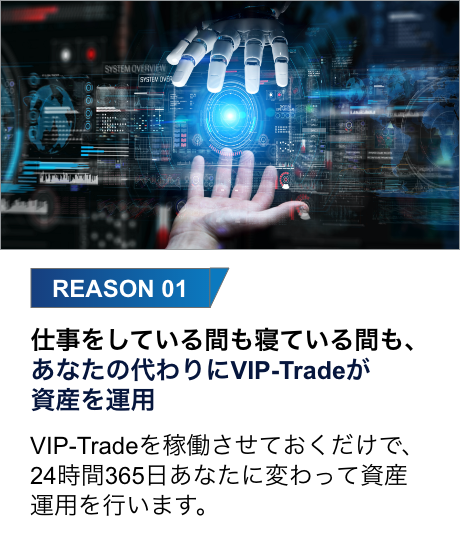 SYSTEM OVERVIEW
SYSTEM OVER
REASON 01
仕事をしている間も寝ている間も、
あなたの代わりにVIP-Tradeが
資産を運用
VIP-Tradeを稼働させておくだけで、
24時間365日あなたに変わって資産
運用を行います。